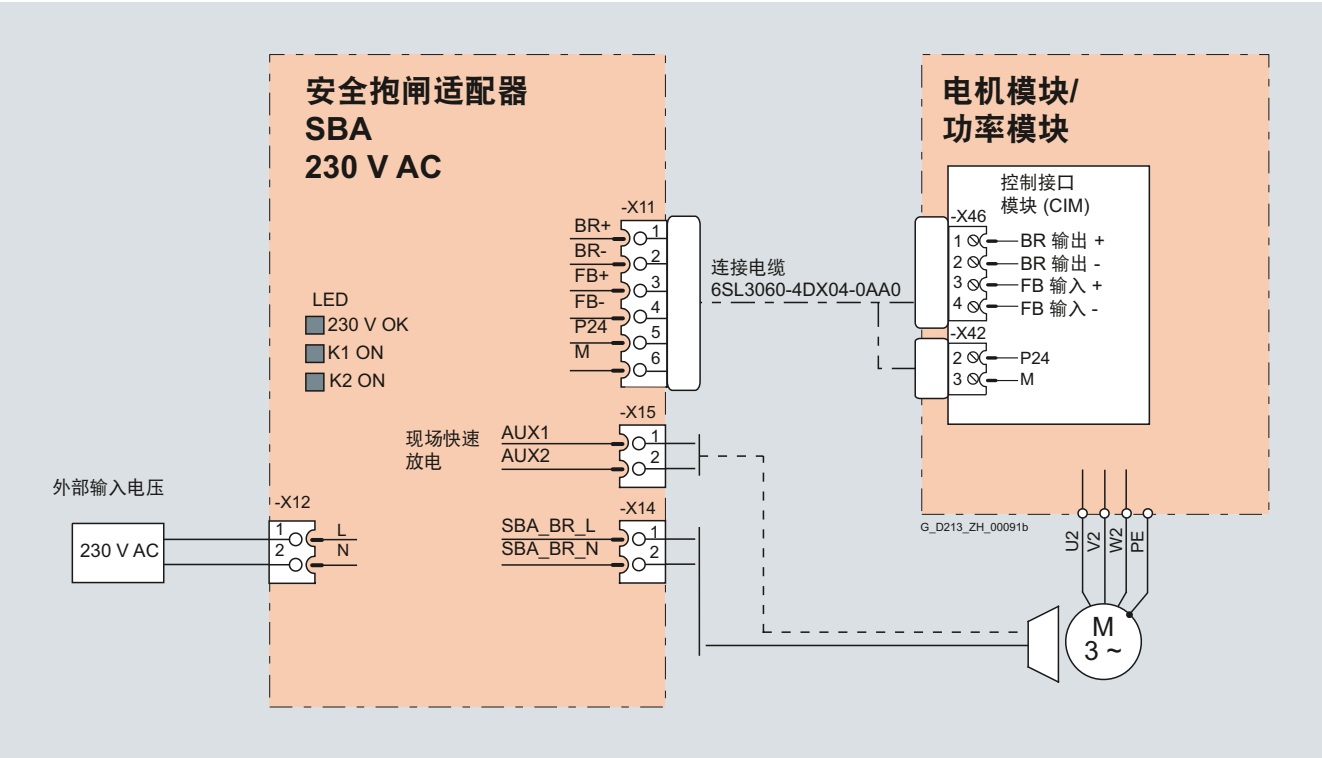 安全抱闸适配器
SBA
230 V AC
电机模块/
功率模块
控制接口
模块 (CIM)
-X11
BR+ 1
BR- 2
FB+ 3
FB- 4
P24 5
M 6
连接电缆
6SL3060-4DX04-0AA0
-X46
1 BR 输出 +
2 BR 输出 -
3 FB 输入 +
4 FB 输入 -
-X42
2 P24
3 M
LED
230 V OK
K1 ON
K2 ON
-X15
现场快速
放电
AUX1 1
AUX2 2
外部输入电压
230 V AC
-X12
1 L
2 N
-X14
SBA_BR_L 1
SBA_BR_N 2
G_D213_ZH_00091b
U2
V2
W2
PE
M
3 ~